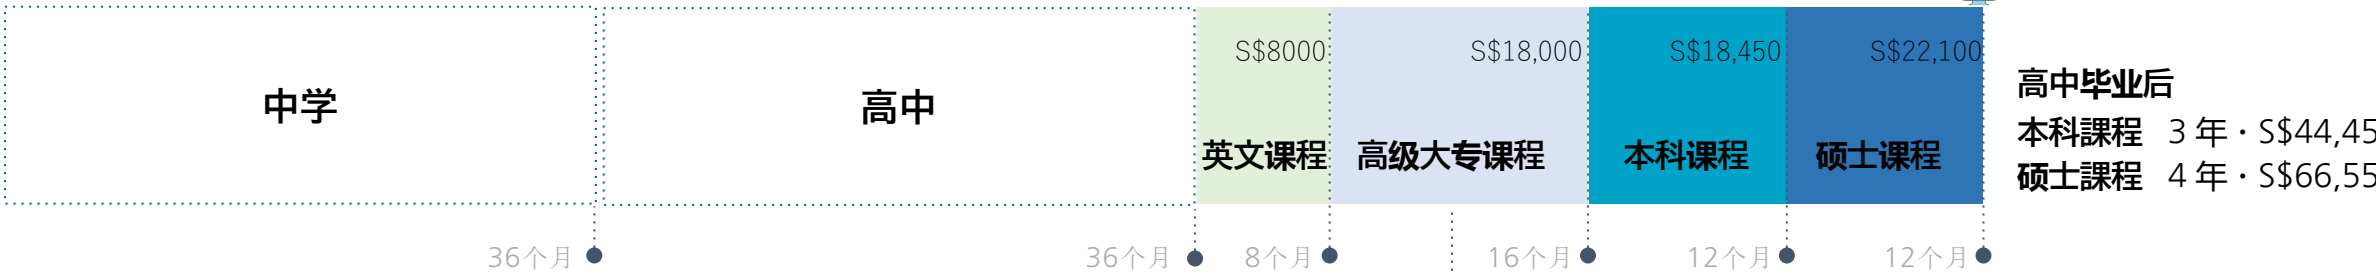 中学
高中
S$8000
英文课程
S$18,000
高级大专课程
S$18,450
本科课程
S$22,100
硕士课程
高中毕业后
本科課程 3 年 · S$44,45
硕士課程 4 年 · S$66,55
36个月
36个月
8个月
16个月
12个月
12个月